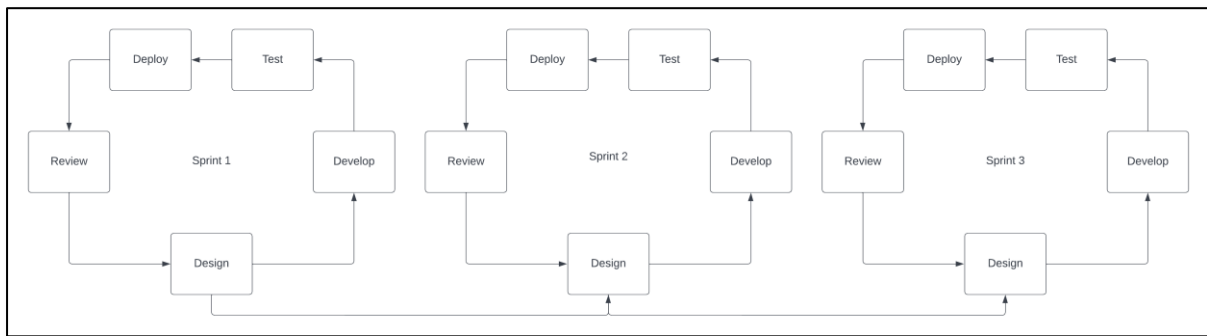 Deploy
Test
Review
Sprint 1
Develop
Design
Deploy
Test
Review
Sprint 2
Develop
Design
Deploy
Test
Review
Sprint 3
Develop
Design